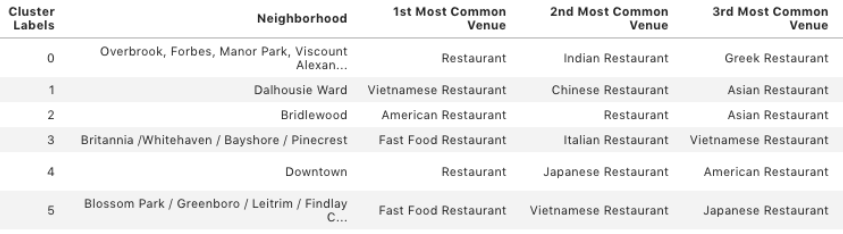 Cluster Labels Neighborhood 1st Most Common Venue 2nd Most Common Venue 3rd Most Common Venue
0 Overbrook, Forbes, Manor Park, Viscount Alexan... Restaurant Indian Restaurant Greek Restaurant
1 Dalhousie Ward Vietnamese Restaurant Chinese Restaurant Asian Restaurant
2 Bridlewood American Restaurant Restaurant Asian Restaurant
3 Britannia /Whitehaven / Bayshore / Pinecrest Fast Food Restaurant Italian Restaurant Vietnamese Restaurant
4 Downtown Restaurant Japanese Restaurant American Restaurant
5 Blossom Park / Greenboro / Leitrim / Findlay C... Fast Food Restaurant Vietnamese Restaurant Japanese Restaurant